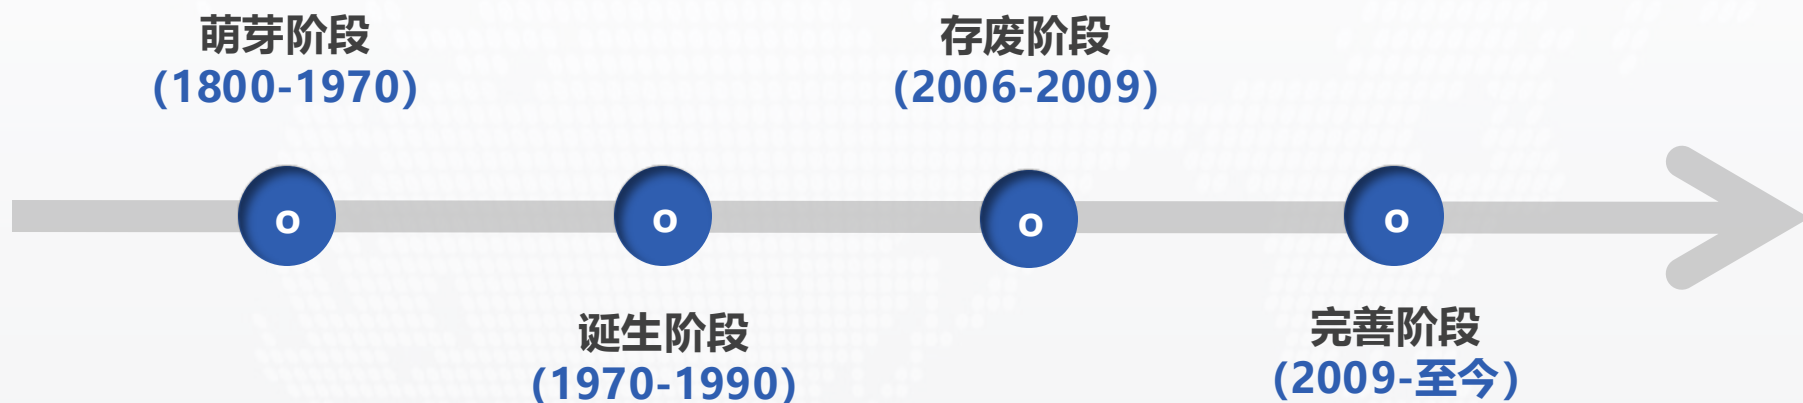 萌芽阶段
(1800-1970)
存废阶段
(2006-2009)
o
o
o
o
诞生阶段
(1970-1990)
完善阶段
(2009-至今)